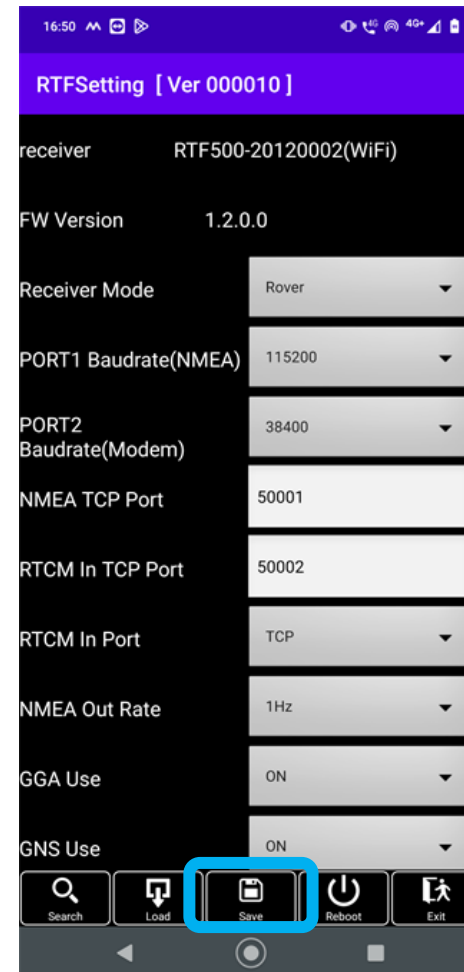 16:50 4G 4G+
RTFSetting [ Ver 000010 ]
receiver RTF500-20120002(WiFi)
FW Version 1.2.0.0
Receiver Mode Rover
PORT1 Baudrate(NMEA) 115200
PORT2
Baudrate(Modem) 38400
NMEA TCP Port 50001
RTCM In TCP Port 50002
RTCM In Port TCP
NMEA Out Rate 1Hz
GGA Use ON
GNS Use ON
Search Load Save Reboot Exit